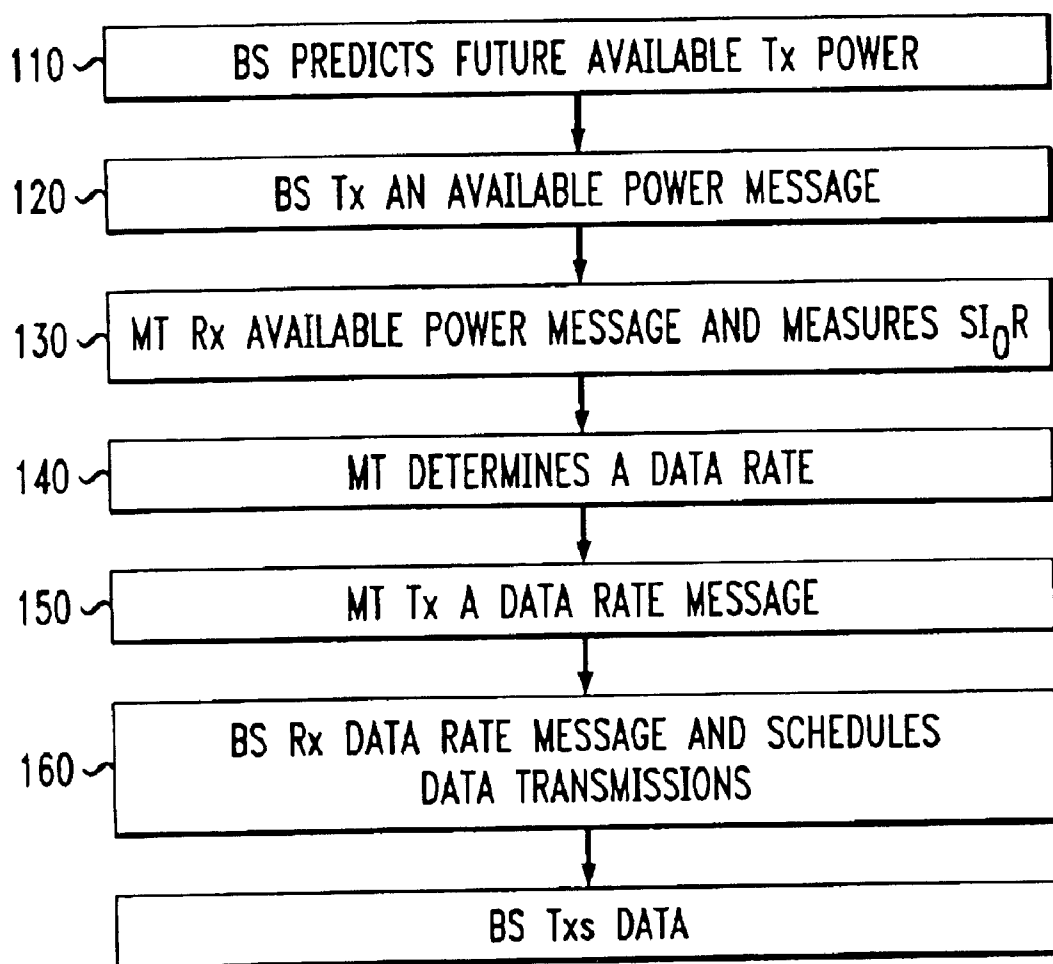 110 BS PREDICTS FUTURE AVAILABLE Tx POWER
120 BS Tx AN AVAILABLE POWER MESSAGE
130 MT Rx AVAILABLE POWER MESSAGE AND MEASURES SI₀R
140 MT DETERMINES A DATA RATE
150 MT Tx A DATA RATE MESSAGE
160 BS Rx DATA RATE MESSAGE AND SCHEDULES
DATA TRANSMISSIONS
BS Txs DATA